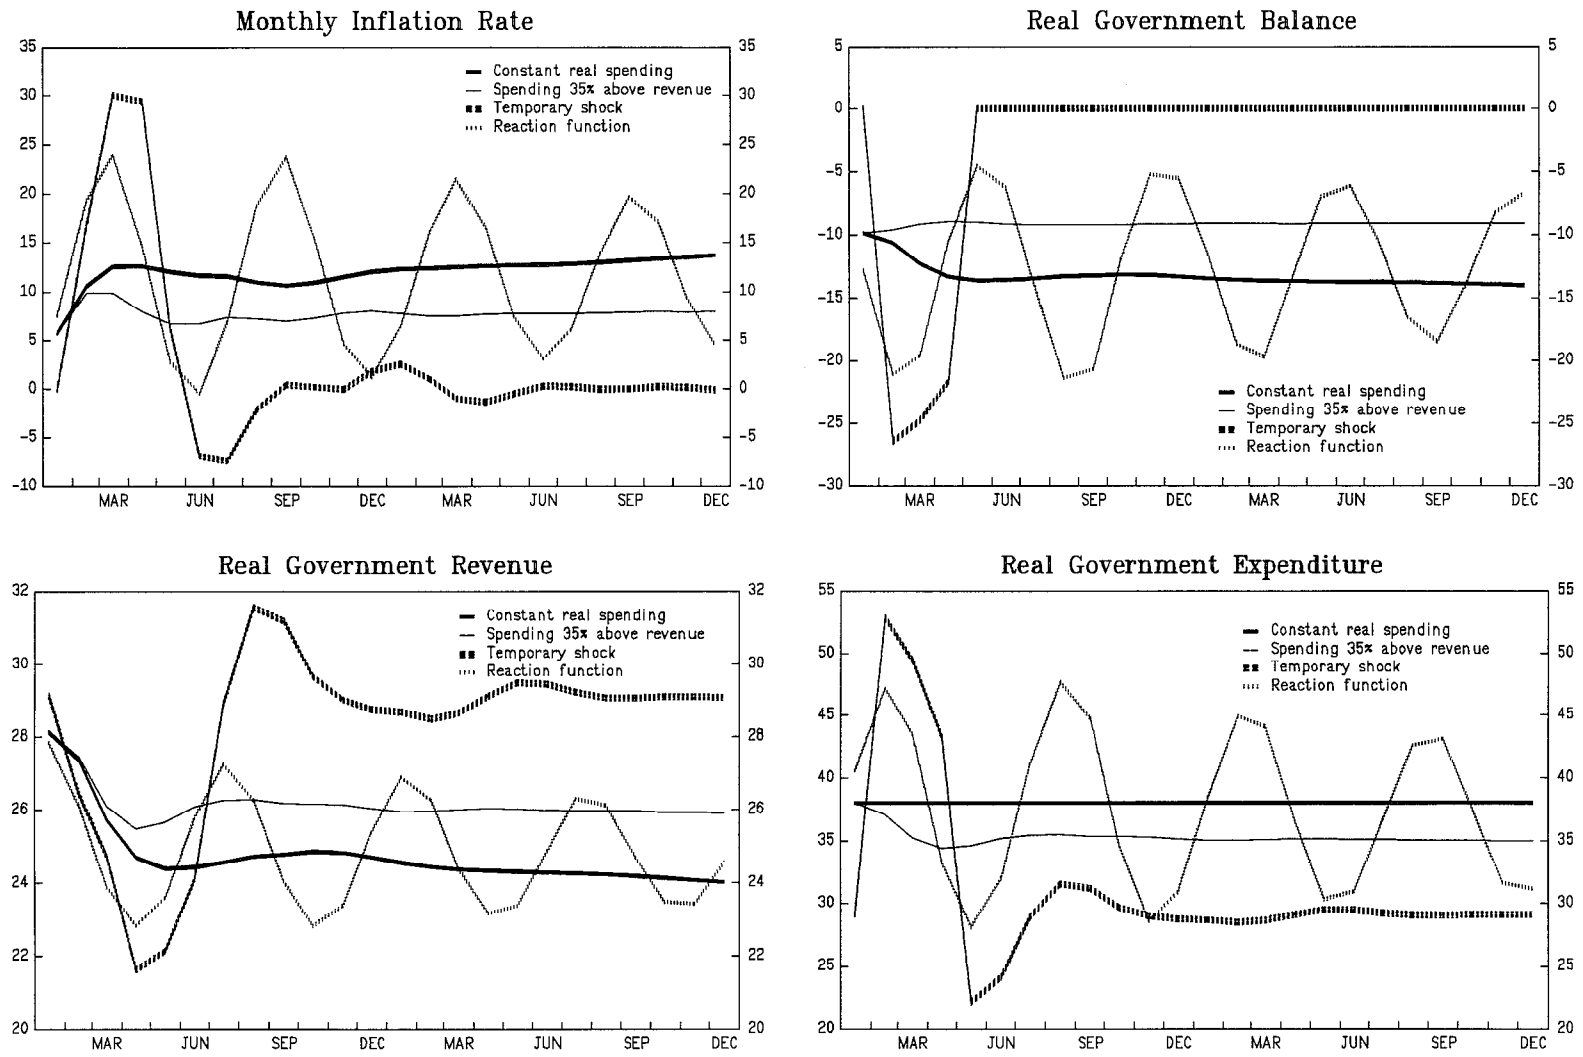 Monthly Inflation Rate
35 35
Constant real spending
Spending 35% above revenue
30 30
Temporary shock
Reaction function
25 25
20 20
15 15
10 10
5 5
0 0
-5 -5
-10 -10
MAR JUN SEP DEC MAR JUN SEP DEC
Real Government Balance
5 5
0 0
-5 -5
-10 -10
-15 -15
-20 -20
Constant real spending
Spending 35% above revenue
Temporary shock
-25 -25
Reaction function
-30 -30
MAR JUN SEP DEC MAR JUN SEP DEC
Real Government Revenue
32 32
Constant real spending
Spending 35% above revenue
Temporary shock
30 30
Reaction function
28 28
26 26
24 24
22 22
20 20
MAR JUN SEP DEC MAR JUN SEP DEC
Real Government Expenditure
55 55
Constant real spending
50 50
Spending 35% above revenue
Temporary shock
Reaction function
45 45
40 40
35 35
30 30
25 25
20 20
MAR JUN SEP DEC MAR JUN SEP DEC